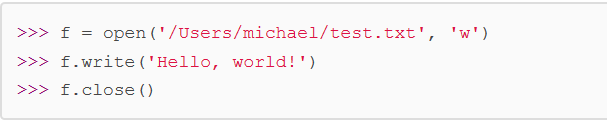 >>> f = open('/Users/michael/test.txt', 'w')
>>> f.write('Hello, world!')
>>> f.close()